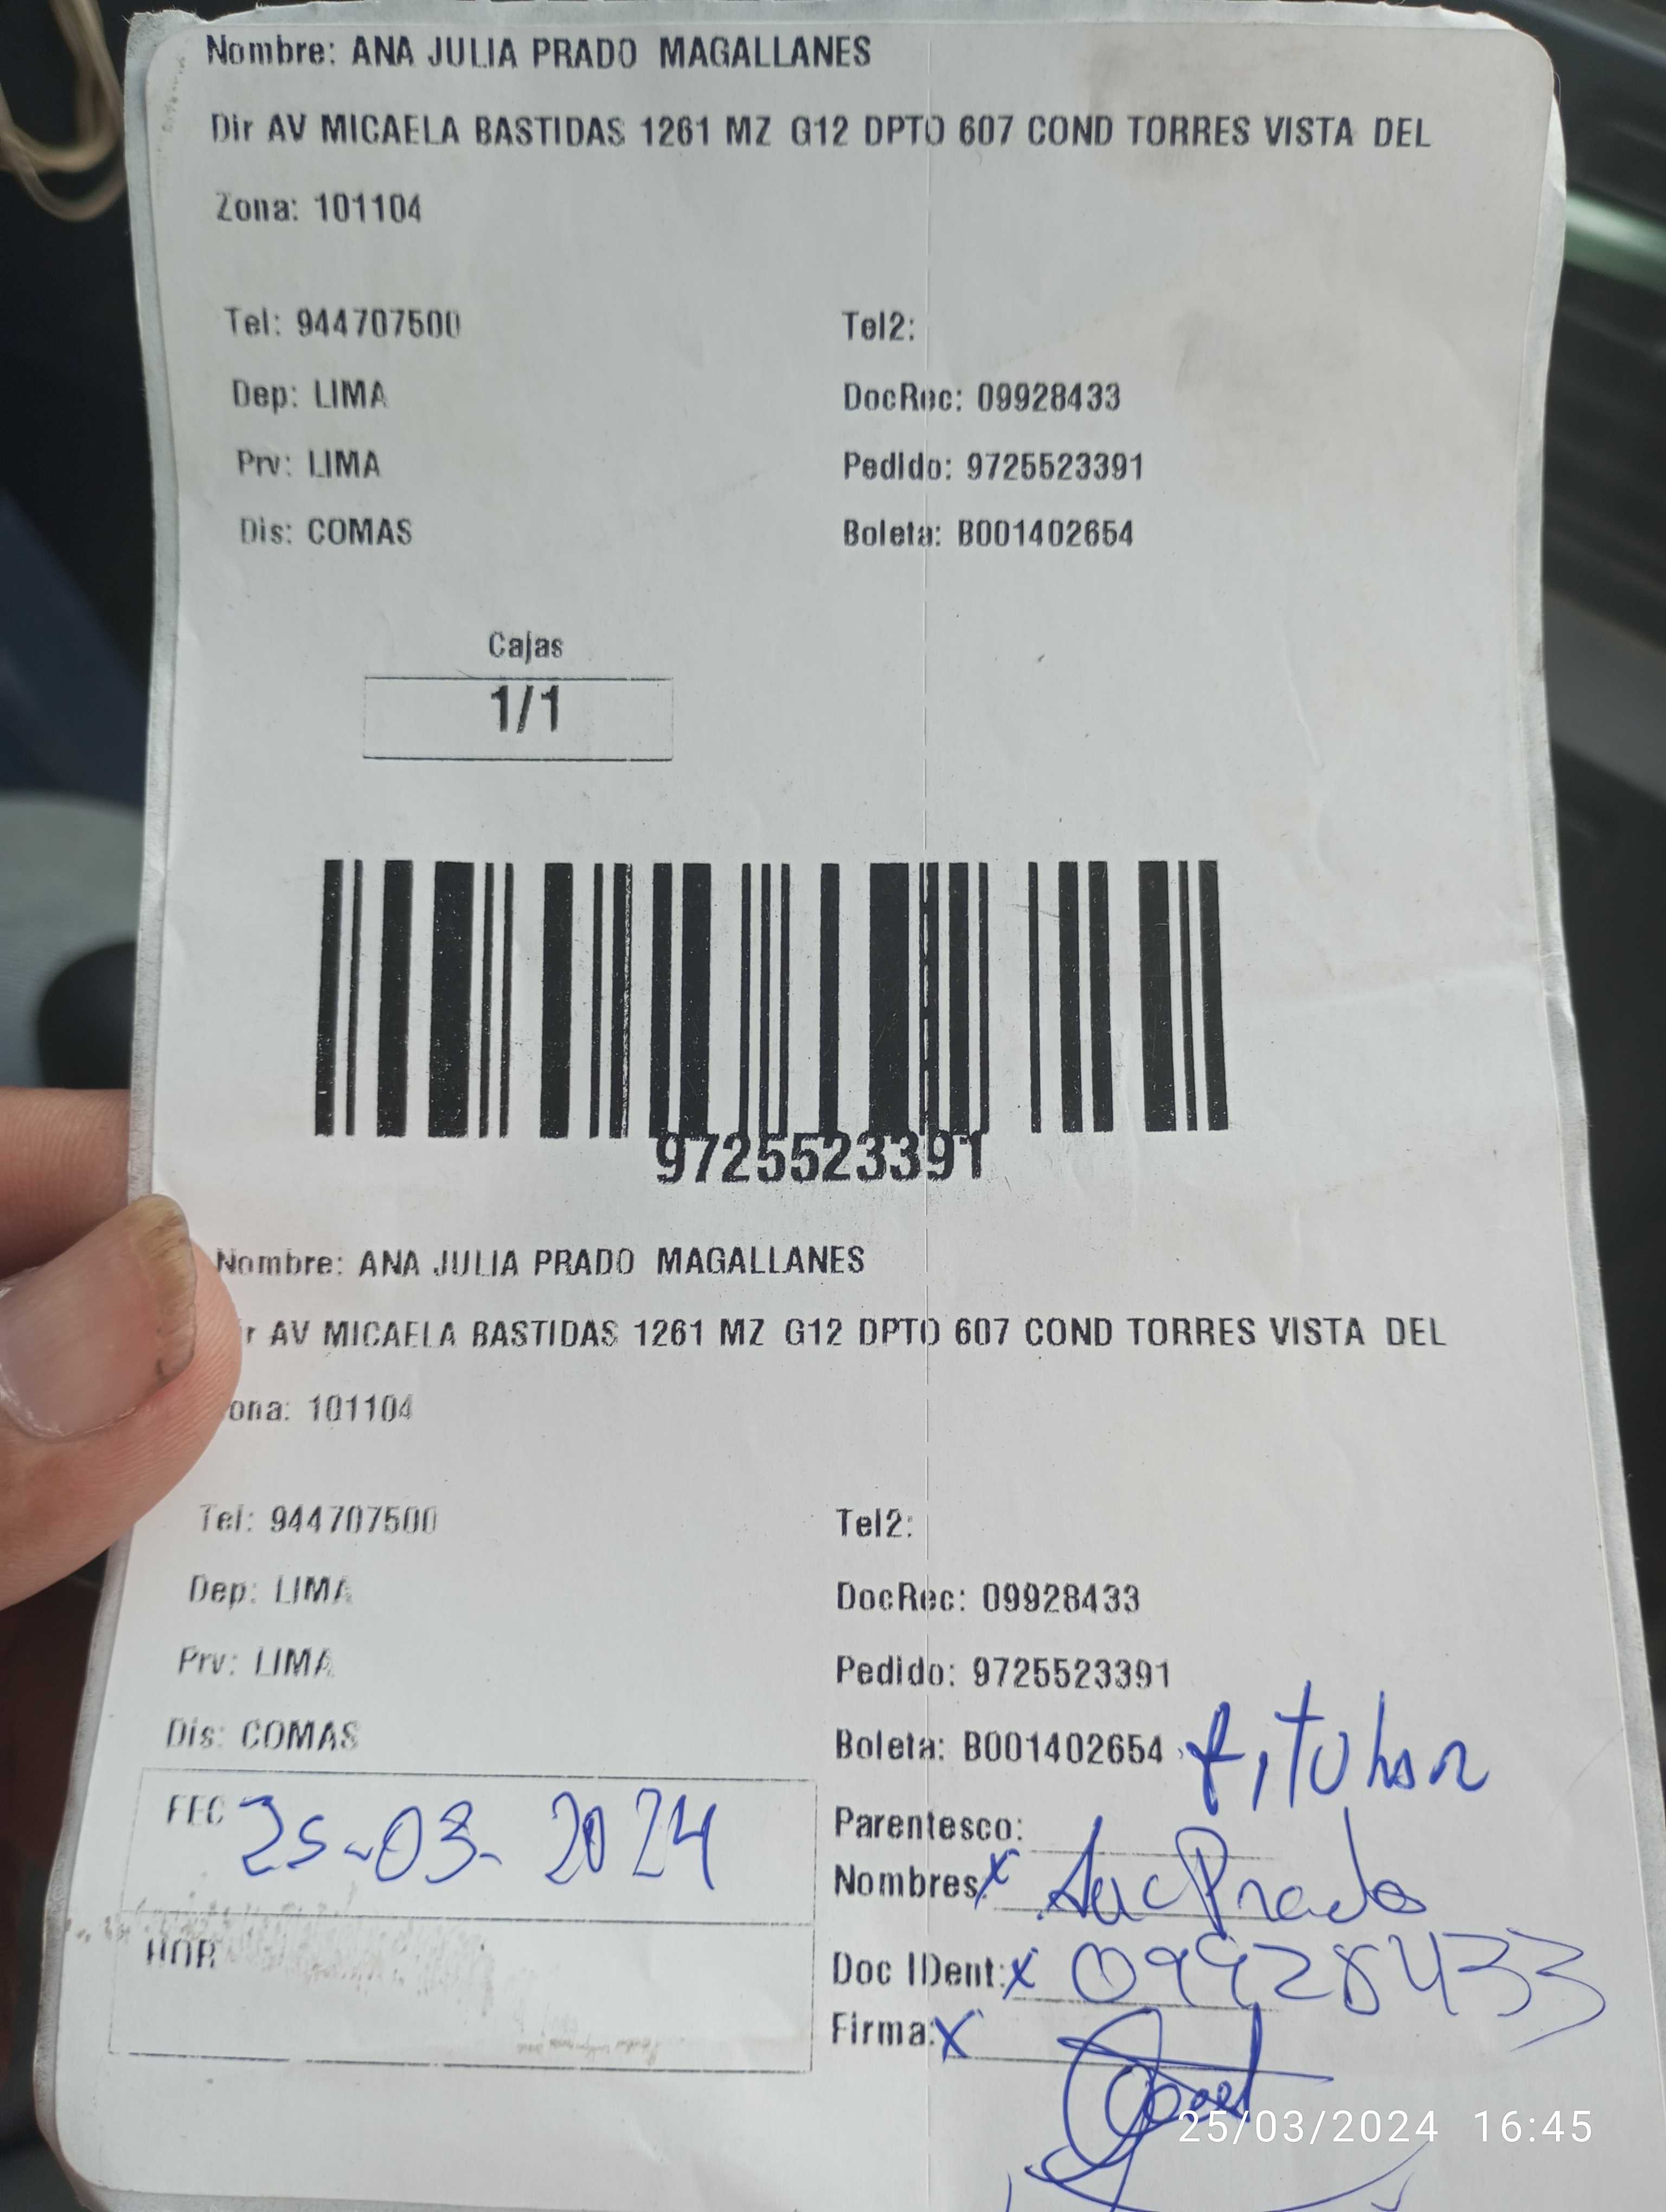 Nombre: ANA JULIA PRADO MAGALLANES
Dir AV MICAELA BASTIDAS 1261 MZ G12 DPTO 607 COND TORRES VISTA DEL
Zona: 101104
Tel: 944707500 Tel2:
Dep: LIMA DocRec: 09928433
Prv: LIMA Pedido: 9725523391
Dis: COMAS Boleta: B001402654
Cajas
1/1
9725523391
Nombre: ANA JULIA PRADO MAGALLANES
r AV MICAELA BASTIDAS 1261 MZ G12 DPTO 607 COND TORRES VISTA DEL
ona: 101104
Tel: 944707500 Tel2:
Dep: LIMA DocRec: 09928433
Prv: LIMA Pedido: 9725523391
Dis: COMAS Boleta: B001402654
FEC 25-03-2024 Parentesco:
Nombres: x Prado
HOR Doc IDent: x 09928433
Firma: x
25/03/2024 16:45